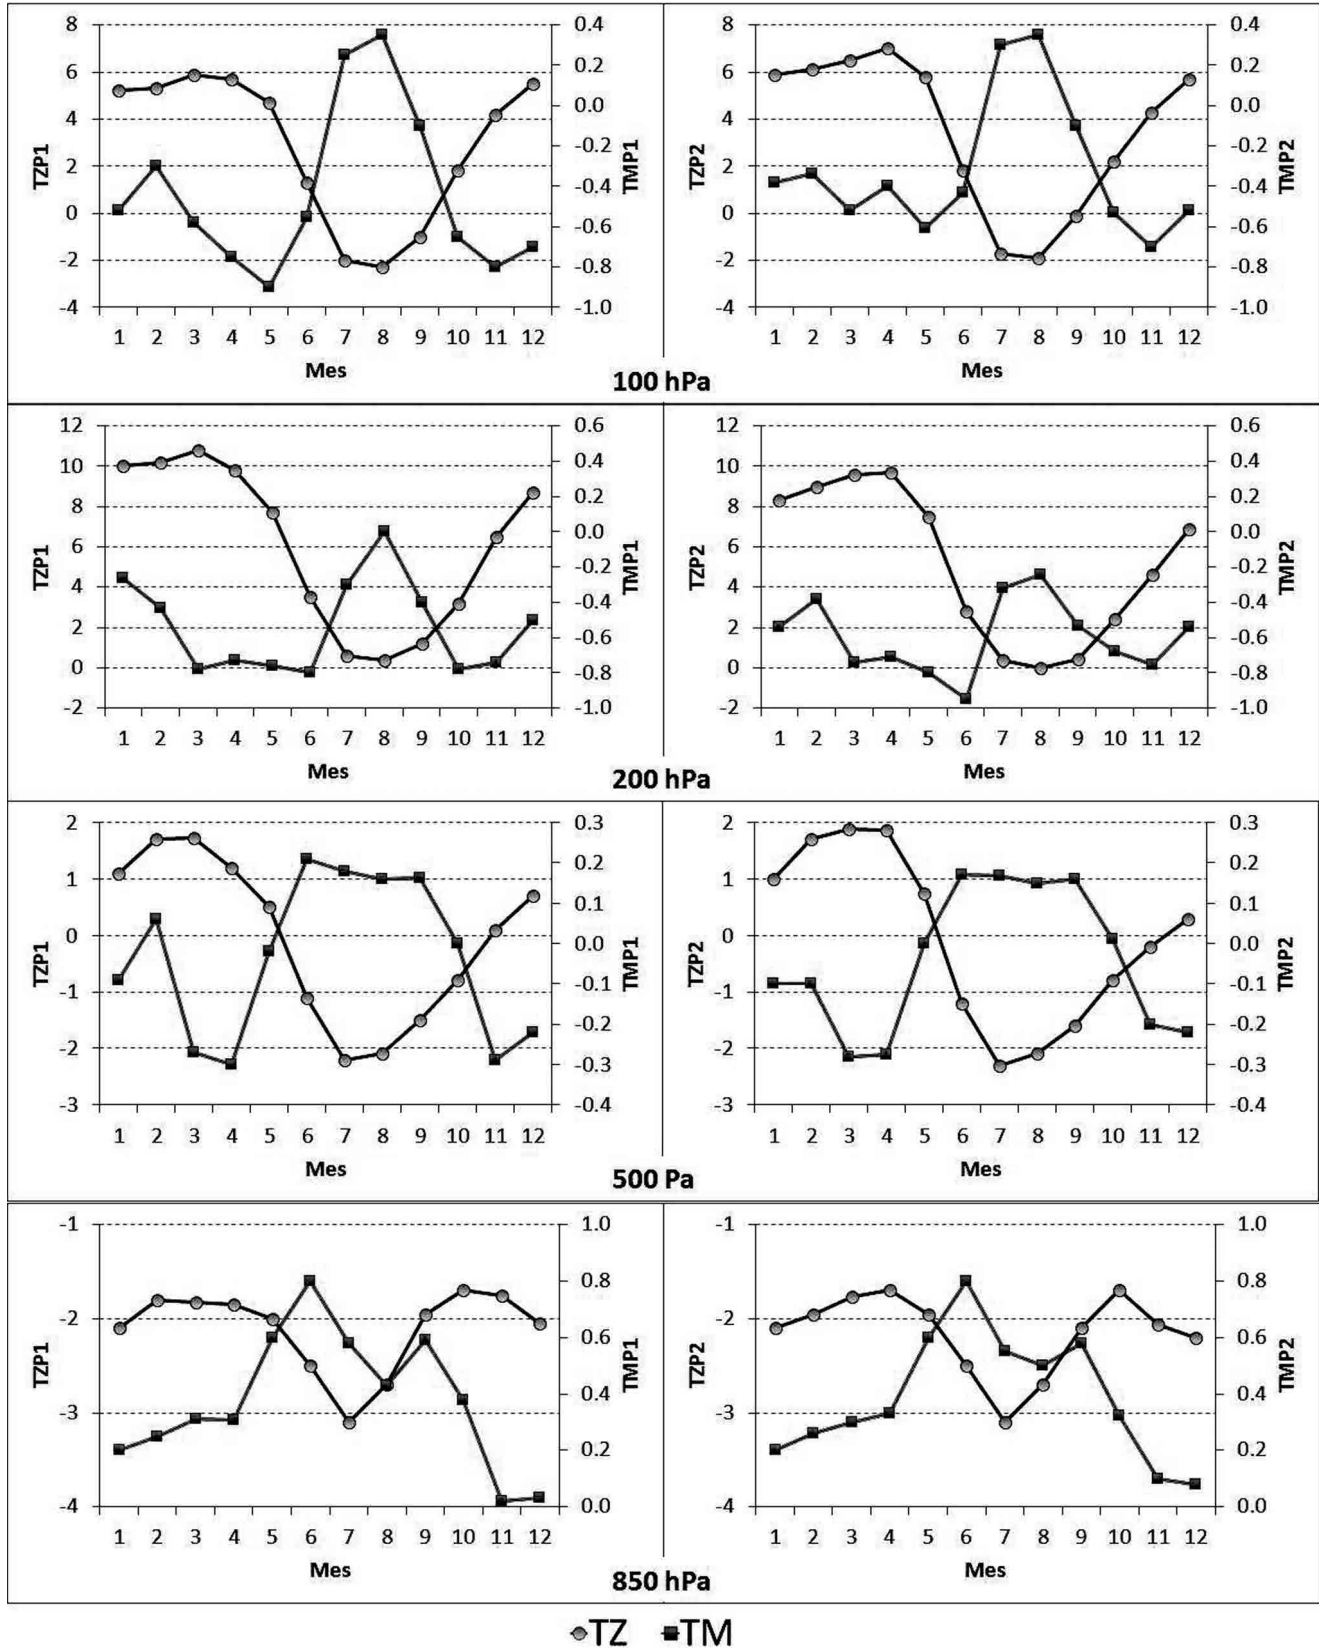 8 6 4 2 0 -2 -4
TZP1
0.4 0.2 0.0 -0.2 -0.4 -0.6 -0.8 -1.0
TMP1
1 2 3 4 5 6 7 8 9 10 11 12
Mes
8 6 4 2 0 -2 -4
TZP2
0.4 0.2 0.0 -0.2 -0.4 -0.6 -0.8 -1.0
TMP2
1 2 3 4 5 6 7 8 9 10 11 12
Mes
100 hPa
12 10 8 6 4 2 0 -2
TZP1
0.6 0.4 0.2 0.0 -0.2 -0.4 -0.6 -0.8 -1.0
TMP1
1 2 3 4 5 6 7 8 9 10 11 12
Mes
12 10 8 6 4 2 0 -2
TZP2
0.6 0.4 0.2 0.0 -0.2 -0.4 -0.6 -0.8 -1.0
TMP2
1 2 3 4 5 6 7 8 9 10 11 12
Mes
200 hPa
2 1 0 -1 -2 -3
TZP1
0.3 0.2 0.1 0.0 -0.1 -0.2 -0.3 -0.4
TMP1
1 2 3 4 5 6 7 8 9 10 11 12
Mes
2 1 0 -1 -2 -3
TZP2
0.3 0.2 0.1 0.0 -0.1 -0.2 -0.3 -0.4
TMP2
1 2 3 4 5 6 7 8 9 10 11 12
Mes
500 Pa
-1 -2 -3 -4
TZP1
1.0 0.8 0.6 0.4 0.2 0.0
TMP1
1 2 3 4 5 6 7 8 9 10 11 12
Mes
-1 -2 -3 -4
TZP2
1.0 0.8 0.6 0.4 0.2 0.0
TMP2
1 2 3 4 5 6 7 8 9 10 11 12
Mes
850 hPa
TZ TM